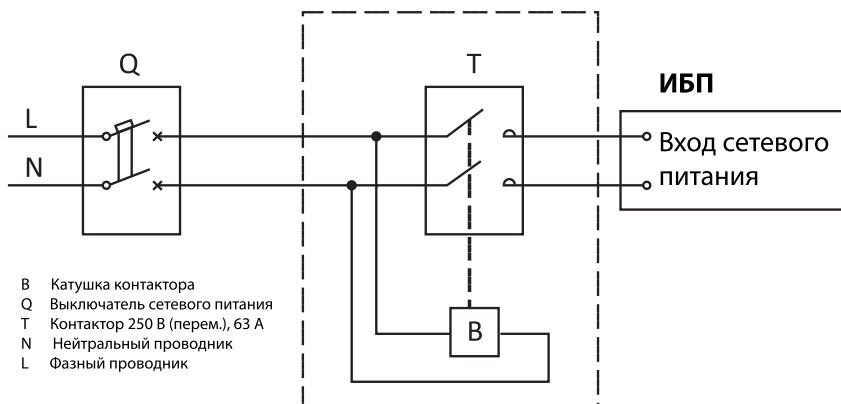 Q
T
ИБП
L
Вход сетевого
питания
N
B
B Катушка контактора
Q Выключатель сетевого питания
T Контактор 250 В (перем.), 63 А
N Нейтральный проводник
L Фазный проводник